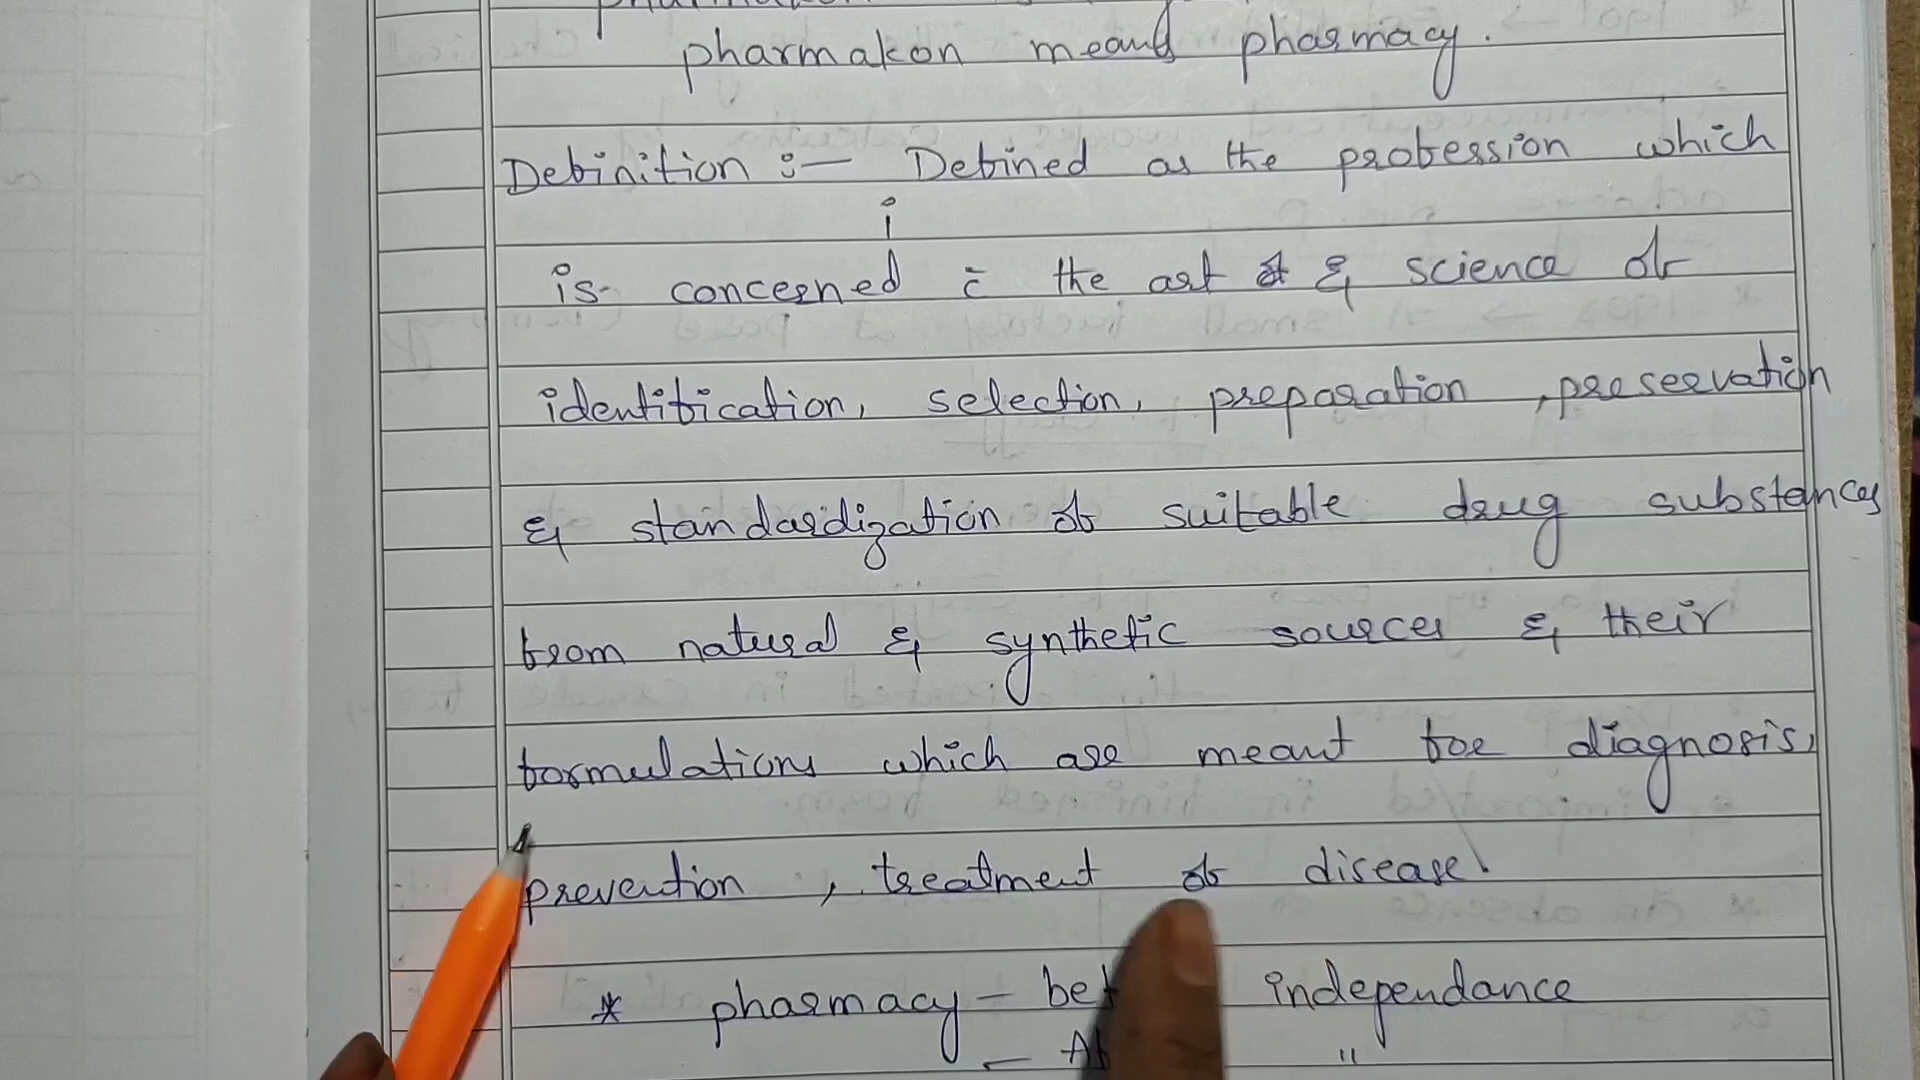 pharmakon means pharmacy.
Definition :— Defined as the profession which
is concerned c̄ the art & science of
identification, selection, preparation, preservation
& standardization of suitable drug substances
from natural & synthetic sources & their
formulations which are meant for diagnosis,
prevention, treatment of disease.
* pharmacy — independance
— "